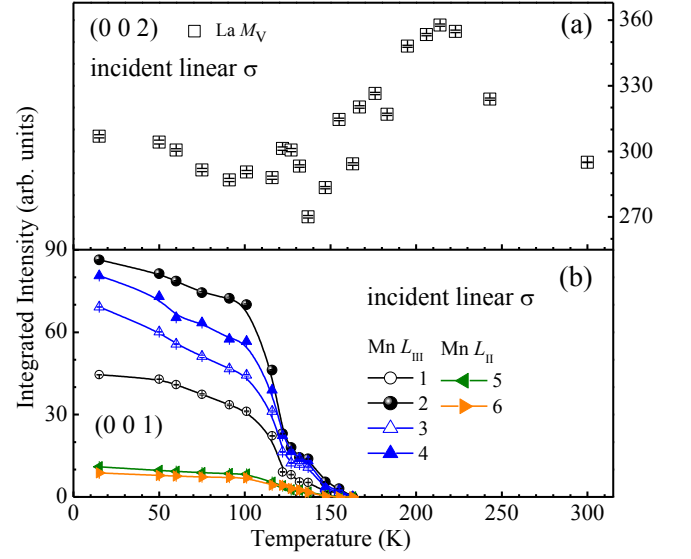 (0 0 2) La M_V (a)
incident linear σ
360
330
300
270
Integrated Intensity (arb. units)
90
60
30
0
(b)
incident linear σ
Mn L_III Mn L_II
1 5
2 6
3
4
(0 0 1)
0 50 100 150 200 250 300
Temperature (K)